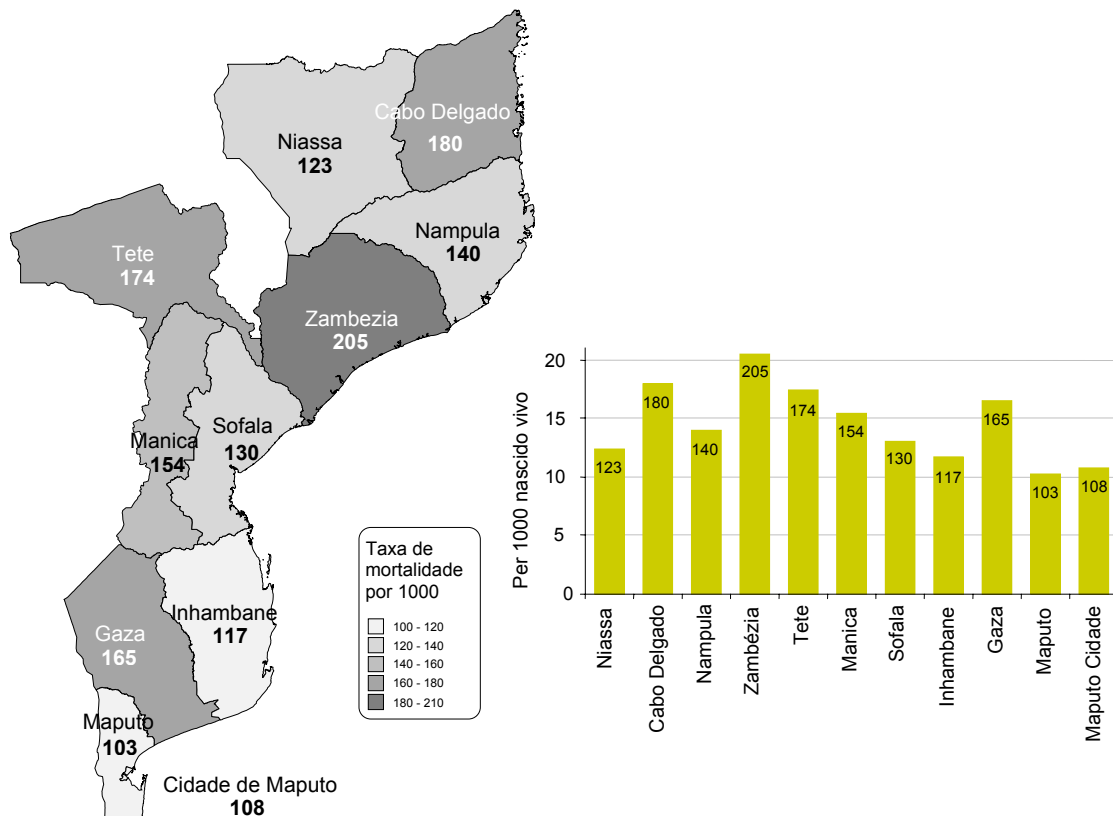 Cabo Delgado
180
Niassa
123
Nampula
140
Tete
174
Zambezia
205
Sofala
130
Manica
154
Inhambane
117
Gaza
165
Maputo
103
Cidade de Maputo
108
Taxa de
mortalidade
por 1000
100 - 120
120 - 140
140 - 160
160 - 180
180 - 210
Per 1000 nascido vivo
20
15
10
5
0
123
180
140
205
174
154
130
117
165
103
108
Niassa
Cabo Delgado
Nampula
Zambézia
Tete
Manica
Sofala
Inhambane
Gaza
Maputo
Maputo Cidade